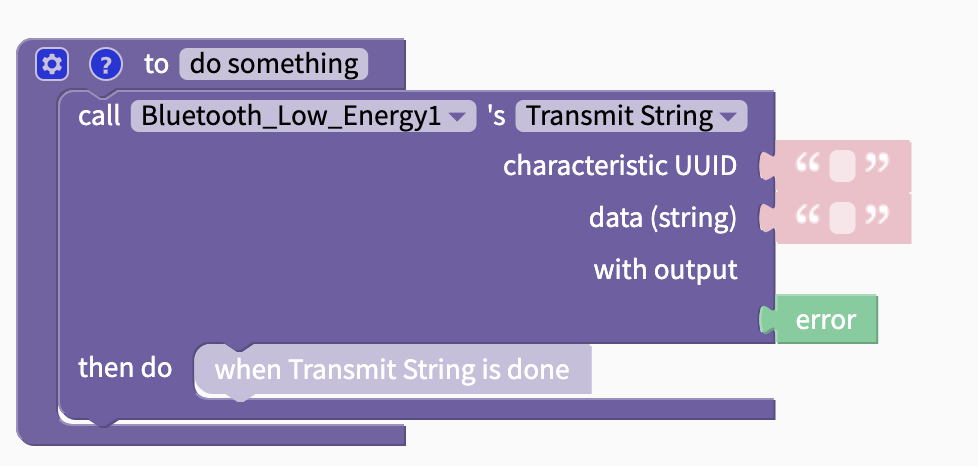 ? to do something
call Bluetooth_Low_Energy1 's Transmit String
characteristic UUID “ ”
data (string) “ ”
with output
error
then do when Transmit String is done